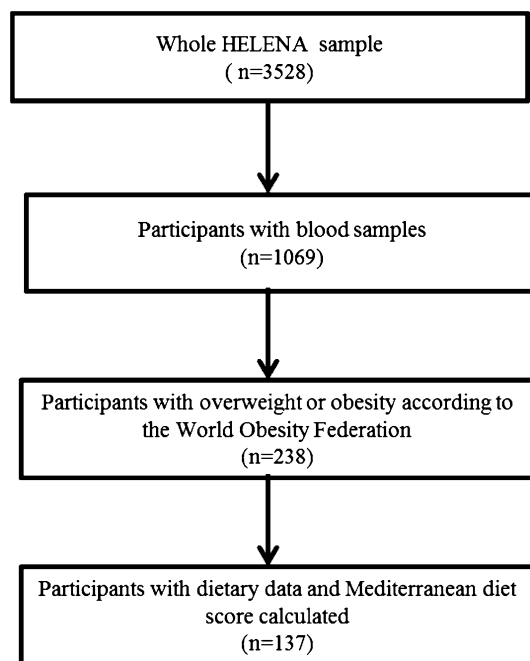 Whole HELENA sample
( n=3528)
Participants with blood samples
(n=1069)
Participants with overweight or obesity according to
the World Obesity Federation
(n=238)
Participants with dietary data and Mediterranean diet
score calculated
(n=137)